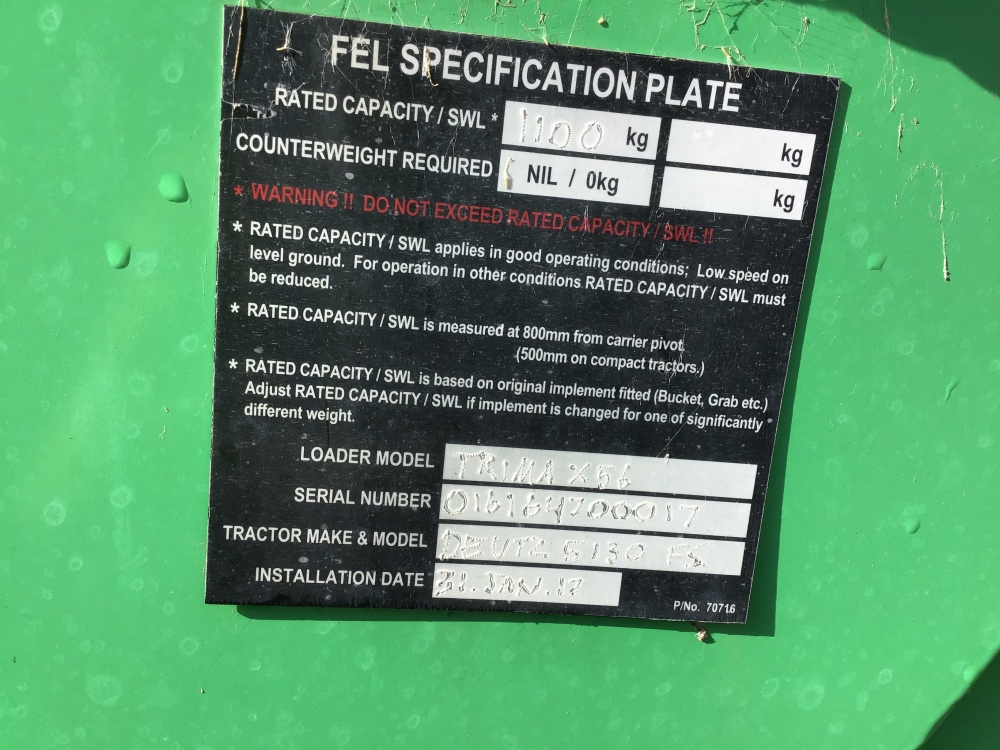 FEL SPECIFICATION PLATE
RATED CAPACITY / SWL * 1100 kg kg
COUNTERWEIGHT REQUIRED NIL / 0kg kg
* WARNING !! DO NOT EXCEED RATED CAPACITY / SWL !!
* RATED CAPACITY / SWL applies in good operating conditions; Low speed on
level ground. For operation in other conditions RATED CAPACITY / SWL must
be reduced.
* RATED CAPACITY / SWL is measured at 800mm from carrier pivot.
(500mm on compact tractors.)
* RATED CAPACITY / SWL is based on original implement fitted (Bucket, Grab etc.)
Adjust RATED CAPACITY / SWL if implement is changed for one of significantly
different weight.
LOADER MODEL TRIMA X56
SERIAL NUMBER
TRACTOR MAKE & MODEL DEUTZ 5130
INSTALLATION DATE 31. JAN. 17
P/No. 70716